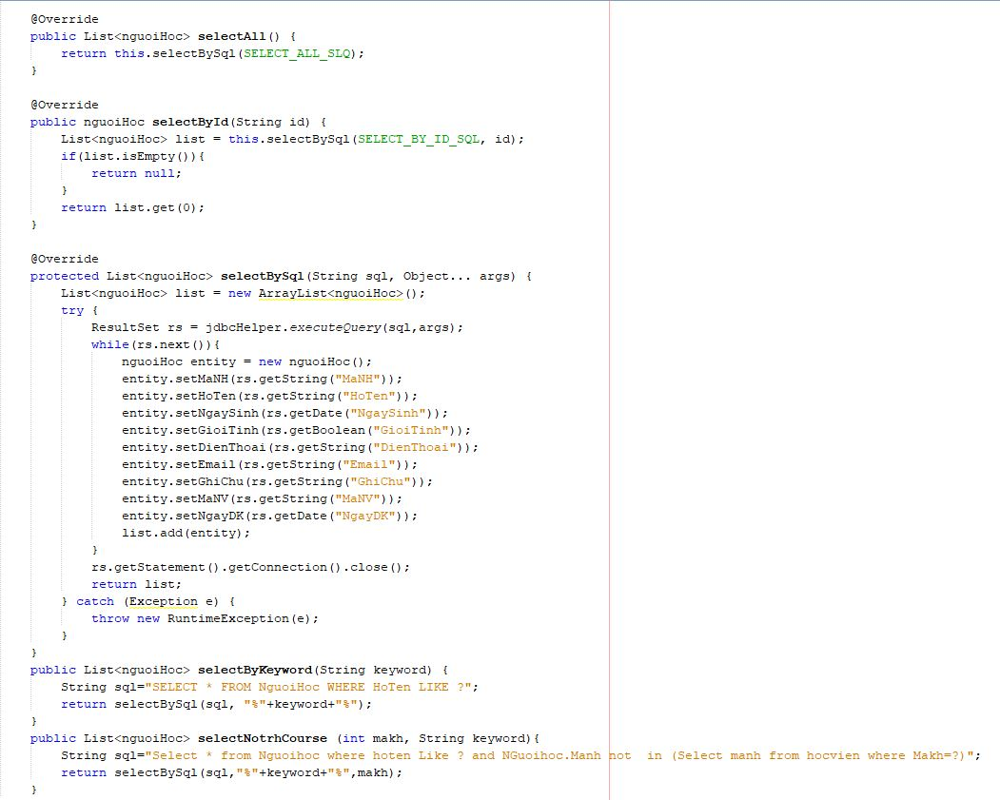 @Override
public List<nguoiHoc> selectAll() {
return this.selectBySql(SELECT_ALL_SLQ);
}
@Override
public nguoiHoc selectById(String id) {
List<nguoiHoc> list = this.selectBySql(SELECT_BY_ID_SQL, id);
if(list.isEmpty()){
return null;
}
return list.get(0);
}
@Override
protected List<nguoiHoc> selectBySql(String sql, Object... args) {
List<nguoiHoc> list = new ArrayList<nguoiHoc>();
try {
ResultSet rs = jdbcHelper.executeQuery(sql,args);
while(rs.next()){
nguoiHoc entity = new nguoiHoc();
entity.setMaNH(rs.getString("MaNH"));
entity.setHoTen(rs.getString("HoTen"));
entity.setNgaySinh(rs.getDate("NgaySinh"));
entity.setGioiTinh(rs.getBoolean("GioiTinh"));
entity.setDienThoai(rs.getString("DienThoai"));
entity.setEmail(rs.getString("Email"));
entity.setGhiChu(rs.getString("GhiChu"));
entity.setMaNV(rs.getString("MaNV"));
entity.setNgayDK(rs.getDate("NgayDK"));
list.add(entity);
}
rs.getStatement().getConnection().close();
return list;
} catch (Exception e) {
throw new RuntimeException(e);
}
}
public List<nguoiHoc> selectByKeyword(String keyword) {
String sql="SELECT * FROM NguoiHoc WHERE HoTen LIKE ?";
return selectBySql(sql, "%"+keyword+"%");
}
public List<nguoiHoc> selectNotrhCourse (int makh, String keyword){
String sql="Select * from Nguoihoc where hoten Like ? and NGuoihoc.Manh not  in (Select manh from hocvien where Makh=?)";
return selectBySql(sql,"%"+keyword+"%",makh);
}